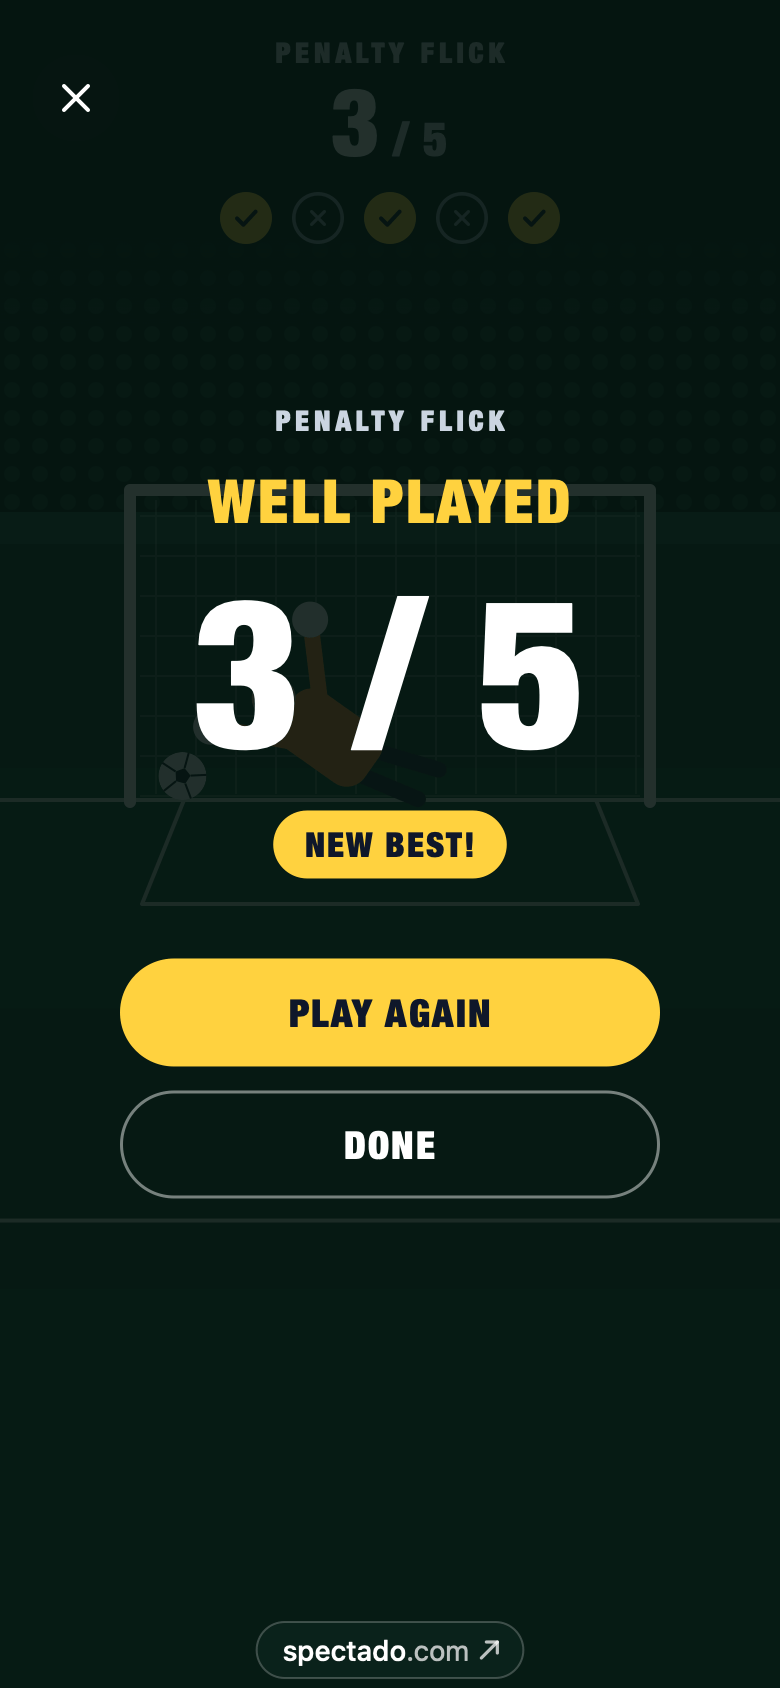 PENALTY FLICK
3 / 5
PENALTY FLICK
WELL PLAYED
3 / 5
NEW BEST!
PLAY AGAIN
DONE
spectado.com